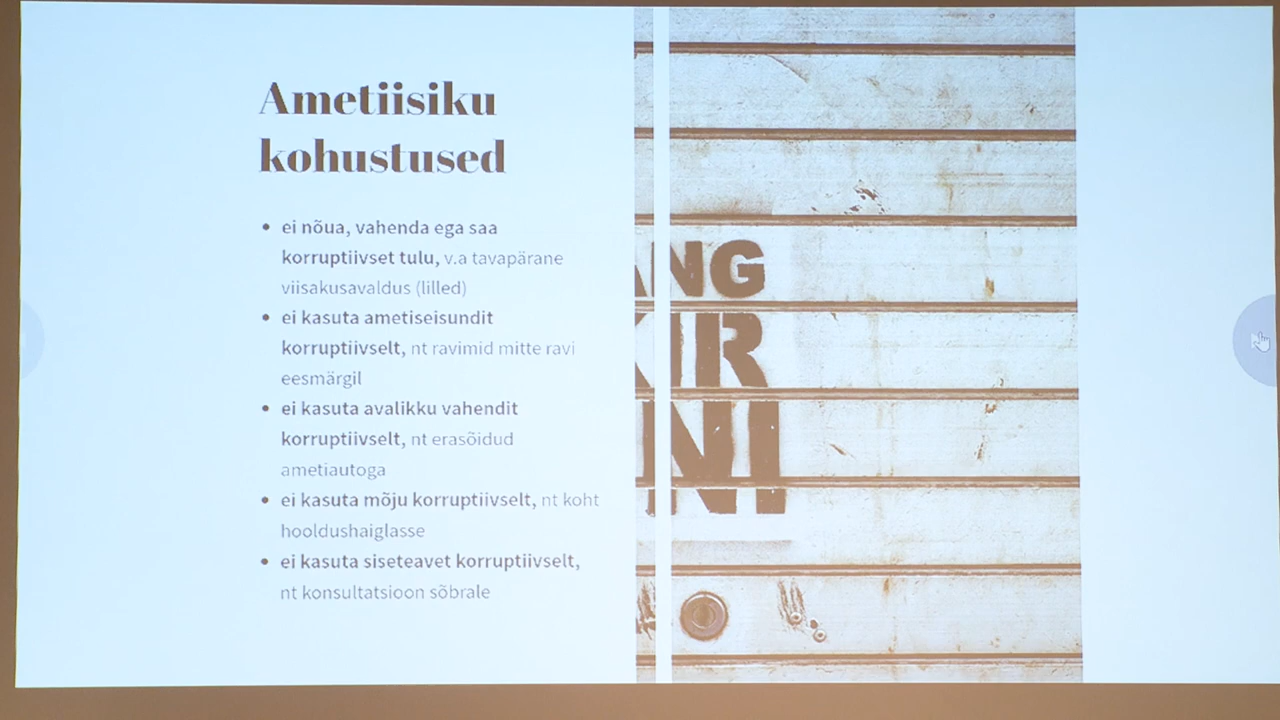 Ametiisiku
kohustused
• ei nõua, vahenda ega saa
korruptiivset tulu, v.a tavapärane
viisakusavaldus (lilled)
• ei kasuta ametiseisundit
korruptiivselt, nt ravimid mitte ravi
eesmärgil
• ei kasuta avalikku vahendit
korruptiivselt, nt erasõidud
ametiautoga
• ei kasuta mõju korruptiivselt, nt koht
hooldushaiglasse
• ei kasuta siseteavet korruptiivselt,
nt konsultatsioon sõbrale